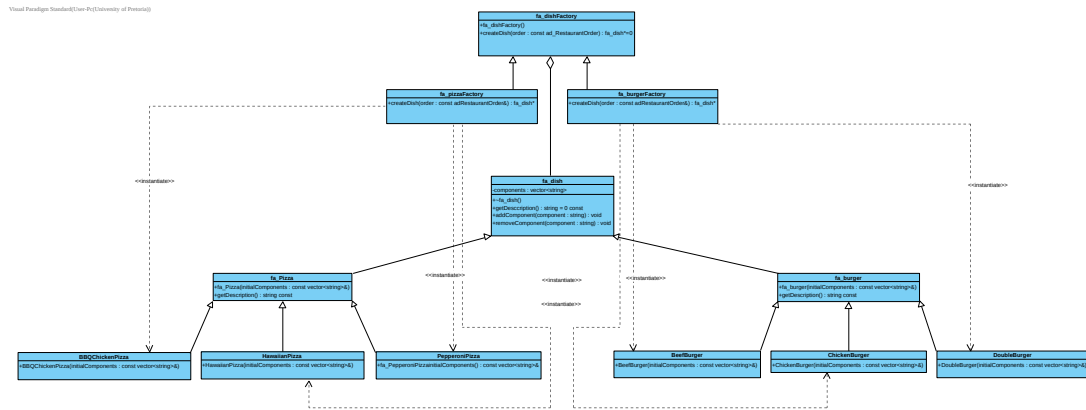 Visual Paradigm Standard(User-Pc(University of Pretoria))
fa_dishFactory
+fa_dishFactory()
+createDish(order : const ad_RestaurantOrder) : fa_dish*=0
fa_pizzaFactory
+createDish(order : const adRestaurantOrder&) : fa_dish*
fa_burgerFactory
+createDish(order : const adRestaurantOrder&) : fa_dish*
<<instantiate>>
<<instantiate>>
fa_dish
-components : vector<string>
+~fa_dish()
+getDesccription() : string = 0 const
+addComponent(component : string) : void
+removeComponent(component : string) : void
<<instantiate>>
<<instantiate>>
<<instantiate>>
<<instantiate>>
fa_Pizza
+fa_Pizza(initialComponents : const vector<string>&)
+getDescription() : string const
fa_burger
+fa_burger(initialComponents : const vector<string>&)
+getDescription() : string const
BBQChickenPizza
+BBQChickenPizza(initialComponents : const vector<string>&)
HawaiianPizza
+HawaiianPizza(initialComponents : const vector<string>&)
PepperoniPizza
+fa_PepperoniPizzainitialComponents() : const vector<string>&
BeefBurger
+BeefBurger(initialComponents : const vector<string>&)
ChickenBurger
+ChickenBurger(initialComponents : const vector<string>&)
DoubleBurger
+DoubleBurger(initialComponents : const vector<string>&)